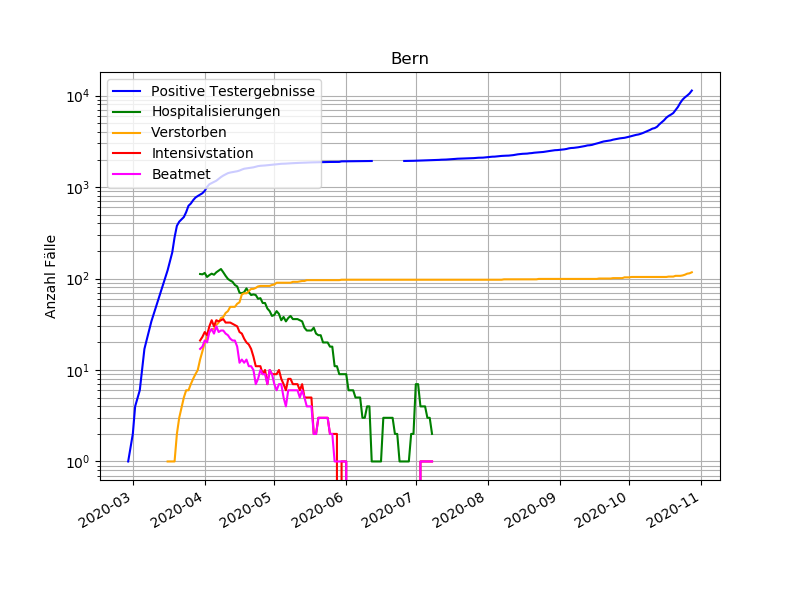 Bern
Positive Testergebnisse
Hospitalisierungen
Verstorben
Intensivstation
Beatmet
Anzahl Fälle
10^4
10^3
10^2
10^1
10^0
2020-03 2020-04 2020-05 2020-06 2020-07 2020-08 2020-09 2020-10 2020-11